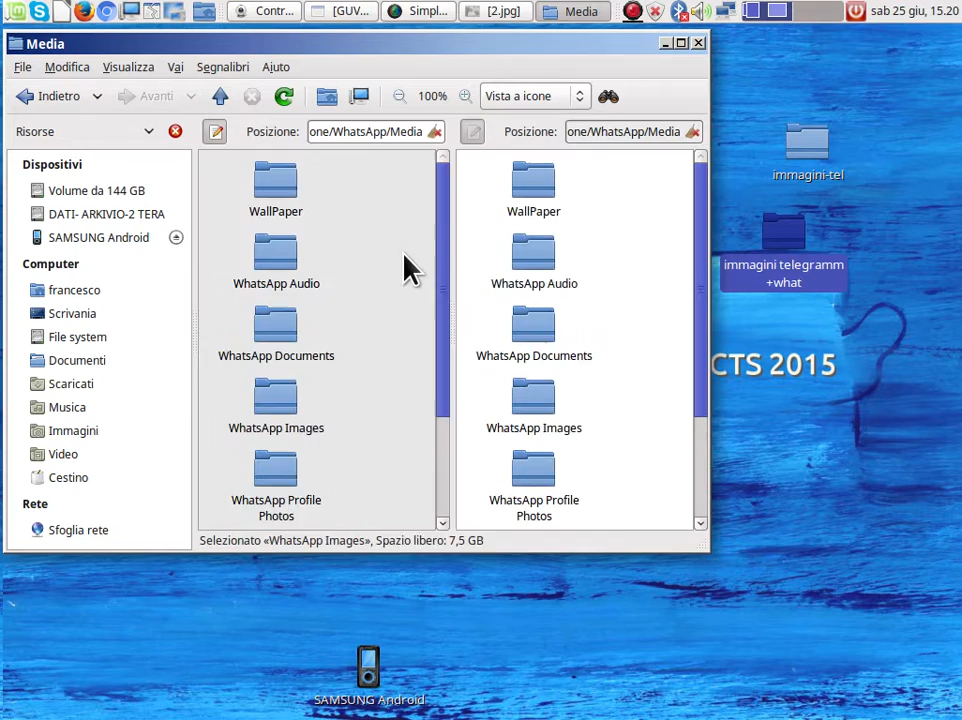 Contr...
[GUV...
Simpl...
[2.jpg]
Media
sab 25 giu, 15.20
Media
File
Modifica
Visualizza
Vai
Segnalibri
Aiuto
Indietro
Avanti
100%
Vista a icone
Risorse
Posizione:
one/WhatsApp/Media
Posizione:
one/WhatsApp/Media
Dispositivi
Volume da 144 GB
DATI- ARKIVIO-2 TERA
SAMSUNG Android
Computer
francesco
Scrivania
File system
Documenti
Scaricati
Musica
Immagini
Video
Cestino
Rete
Sfoglia rete
WallPaper
WhatsApp Audio
WhatsApp Documents
WhatsApp Images
WhatsApp Profile
Photos
WallPaper
WhatsApp Audio
WhatsApp Documents
WhatsApp Images
WhatsApp Profile
Photos
Selezionato «WhatsApp Images», Spazio libero: 7,5 GB
immagini-tel
immagini telegramm
+what
CTS 2015
SAMSUNG Android